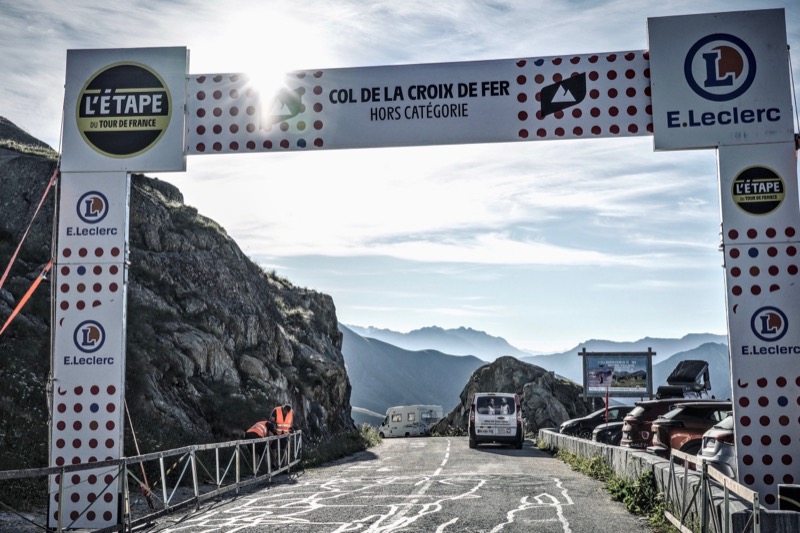 L'ÉTAPE
DU TOUR DE FRANCE
COL DE LA CROIX DE FER
HORS CATÉGORIE
E.Leclerc
L'ÉTAPE
DU TOUR DE FRANCE
E.Leclerc
E.Leclerc
E.Leclerc